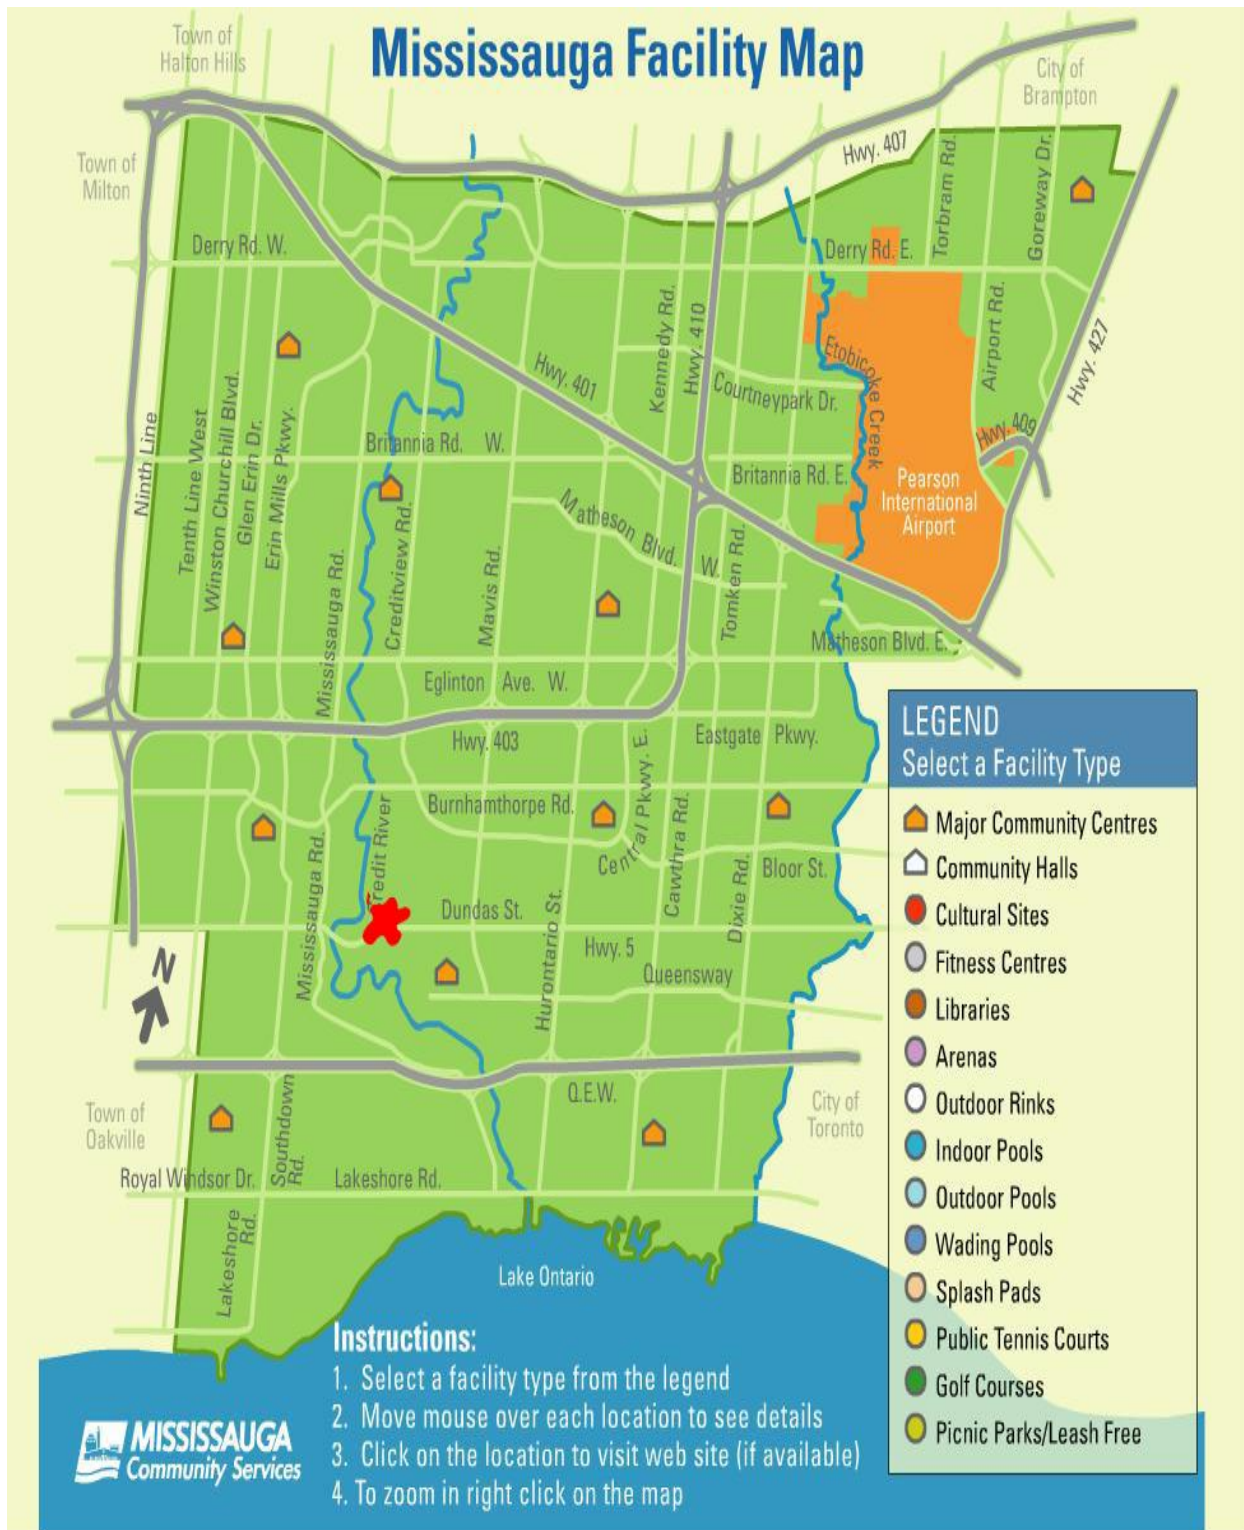 Mississauga Facility Map
Town of
Halton Hills
City of
Brampton
Town of
Milton
Hwy. 407
Torbram Rd.
Goreway Dr.
Derry Rd. W.
Derry Rd. E.
Kennedy Rd.
Hwy. 410
Airport Rd.
Hwy. 427
Etobicoke Creek
Hwy. 401
Courtneypark Dr.
Hwy. 409
Ninth Line
Tenth Line West
Winston Churchill Blvd.
Glen Erin Dr.
Erin Mills Pkwy.
Britannia Rd. W.
Britannia Rd. E.
Pearson
International
Airport
Matheson Blvd. W.
Creditview Rd.
Mississauga Rd.
Mavis Rd.
Tomken Rd.
Matheson Blvd. E.
Eglinton Ave. W.
Hwy. 403
Eastgate Pkwy.
Central Pkwy. E.
Burnhamthorpe Rd.
Mississauga Rd.
redit River
Cawthra Rd.
Dixie Rd.
Bloor St.
Dundas St.
Hurontario St.
Hwy. 5
Queensway
Mississauga Rd.
N
Q.E.W.
Town of
Oakville
City of
Toronto
Southdown
Rd.
Royal Windsor Dr.
Lakeshore Rd.
Lakeshore
Rd.
Lake Ontario
LEGEND
Select a Facility Type
Major Community Centres
Community Halls
Cultural Sites
Fitness Centres
Libraries
Arenas
Outdoor Rinks
Indoor Pools
Outdoor Pools
Wading Pools
Splash Pads
Public Tennis Courts
Golf Courses
Picnic Parks/Leash Free
Instructions:
1. Select a facility type from the legend
2. Move mouse over each location to see details
3. Click on the location to visit web site (if available)
4. To zoom in right click on the map
MISSISSAUGA
Community Services